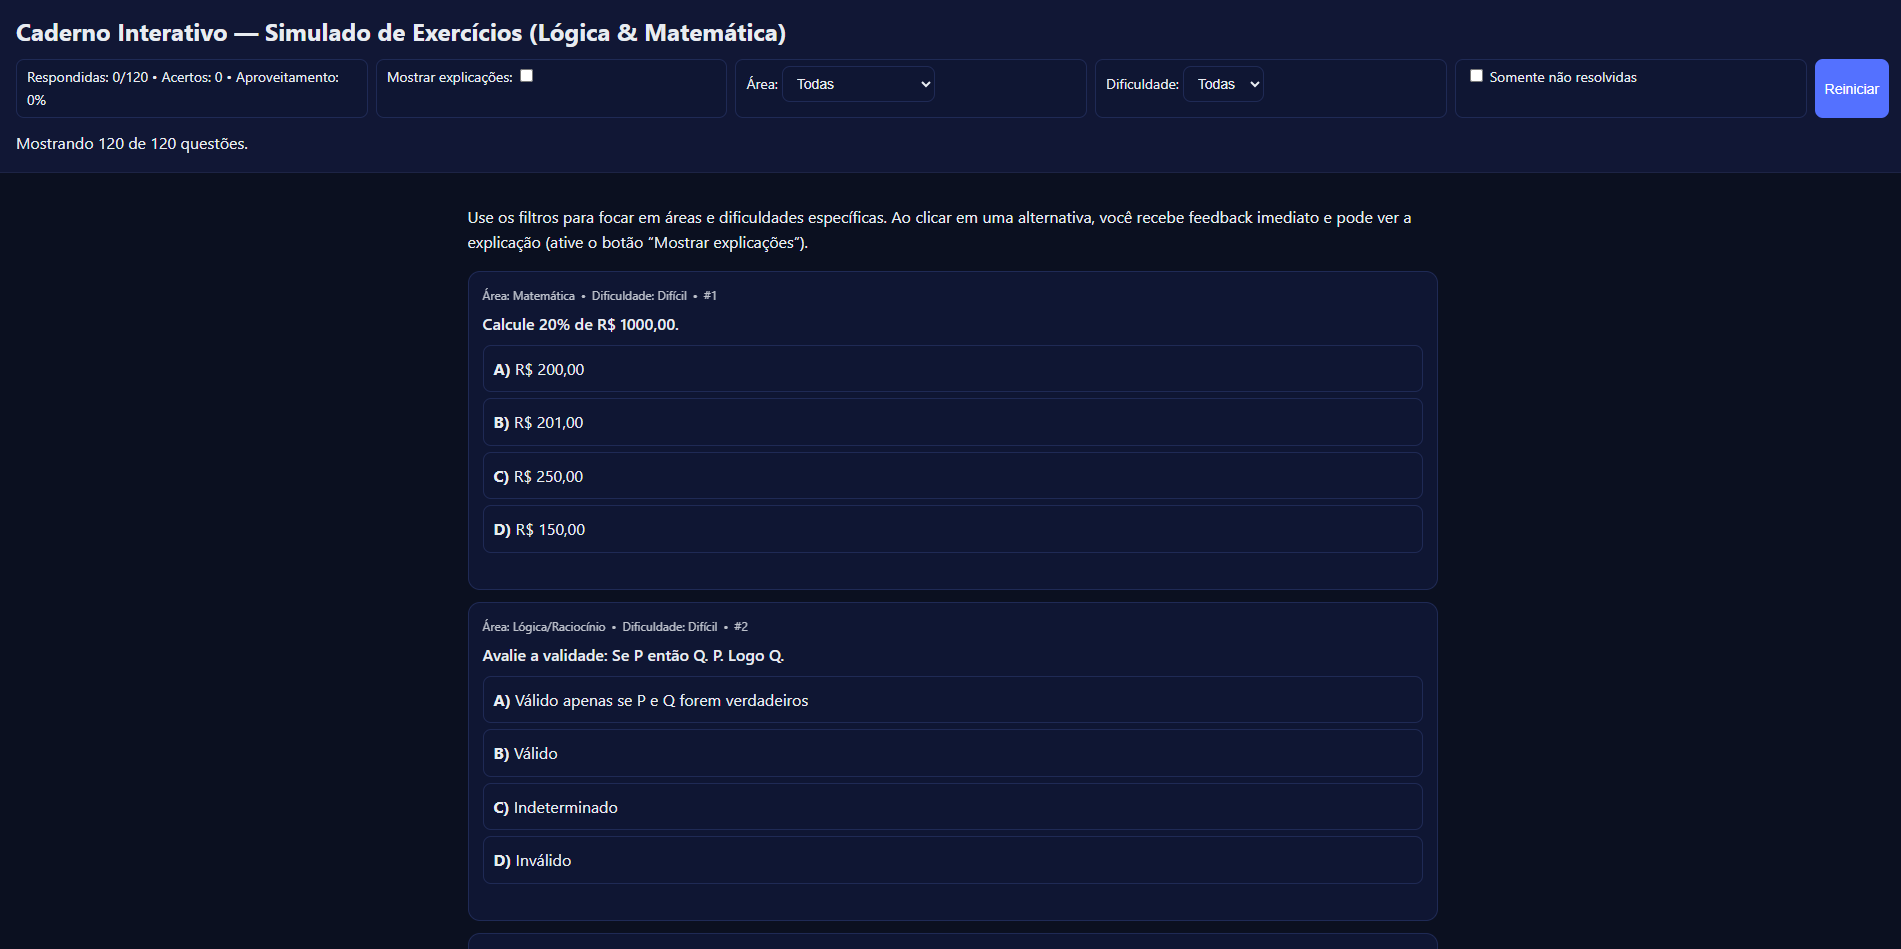 Caderno Interativo — Simulado de Exercícios (Lógica & Matemática)
Respondidas: 0/120 • Acertos: 0 • Aproveitamento:
0%
Mostrar explicações:
Área: Todas
Dificuldade: Todas
Somente não resolvidas
Reiniciar
Mostrando 120 de 120 questões.
Use os filtros para focar em áreas e dificuldades específicas. Ao clicar em uma alternativa, você recebe feedback imediato e pode ver a
explicação (ative o botão “Mostrar explicações”).
Área: Matemática • Dificuldade: Difícil • #1
Calcule 20% de R$ 1000,00.
A) R$ 200,00
B) R$ 201,00
C) R$ 250,00
D) R$ 150,00
Área: Lógica/Raciocínio • Dificuldade: Difícil • #2
Avalie a validade: Se P então Q. P. Logo Q.
A) Válido apenas se P e Q forem verdadeiros
B) Válido
C) Indeterminado
D) Inválido